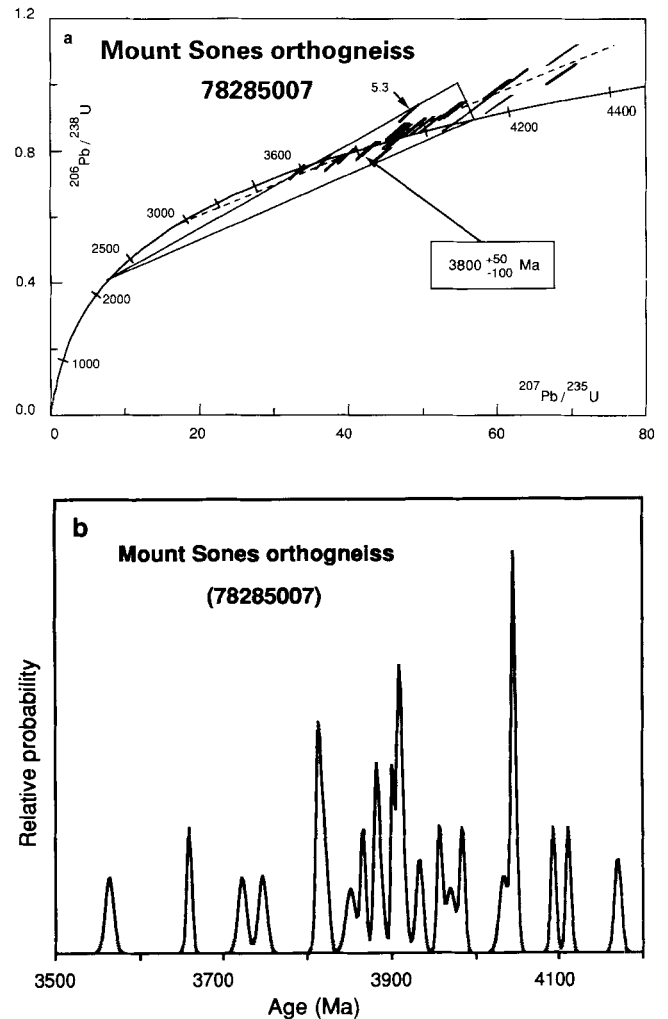 1.2
a
Mount Sones orthogneiss
78285007
5.3
206Pb / 238U
0.8
0.4
0.0
1000
2000
2500
3000
3600
4200
4400
3800 +50 -100 Ma
207Pb / 235U
0
20
40
60
80
b
Mount Sones orthogneiss
(78285007)
Relative probability
3500
3700
3900
4100
Age (Ma)